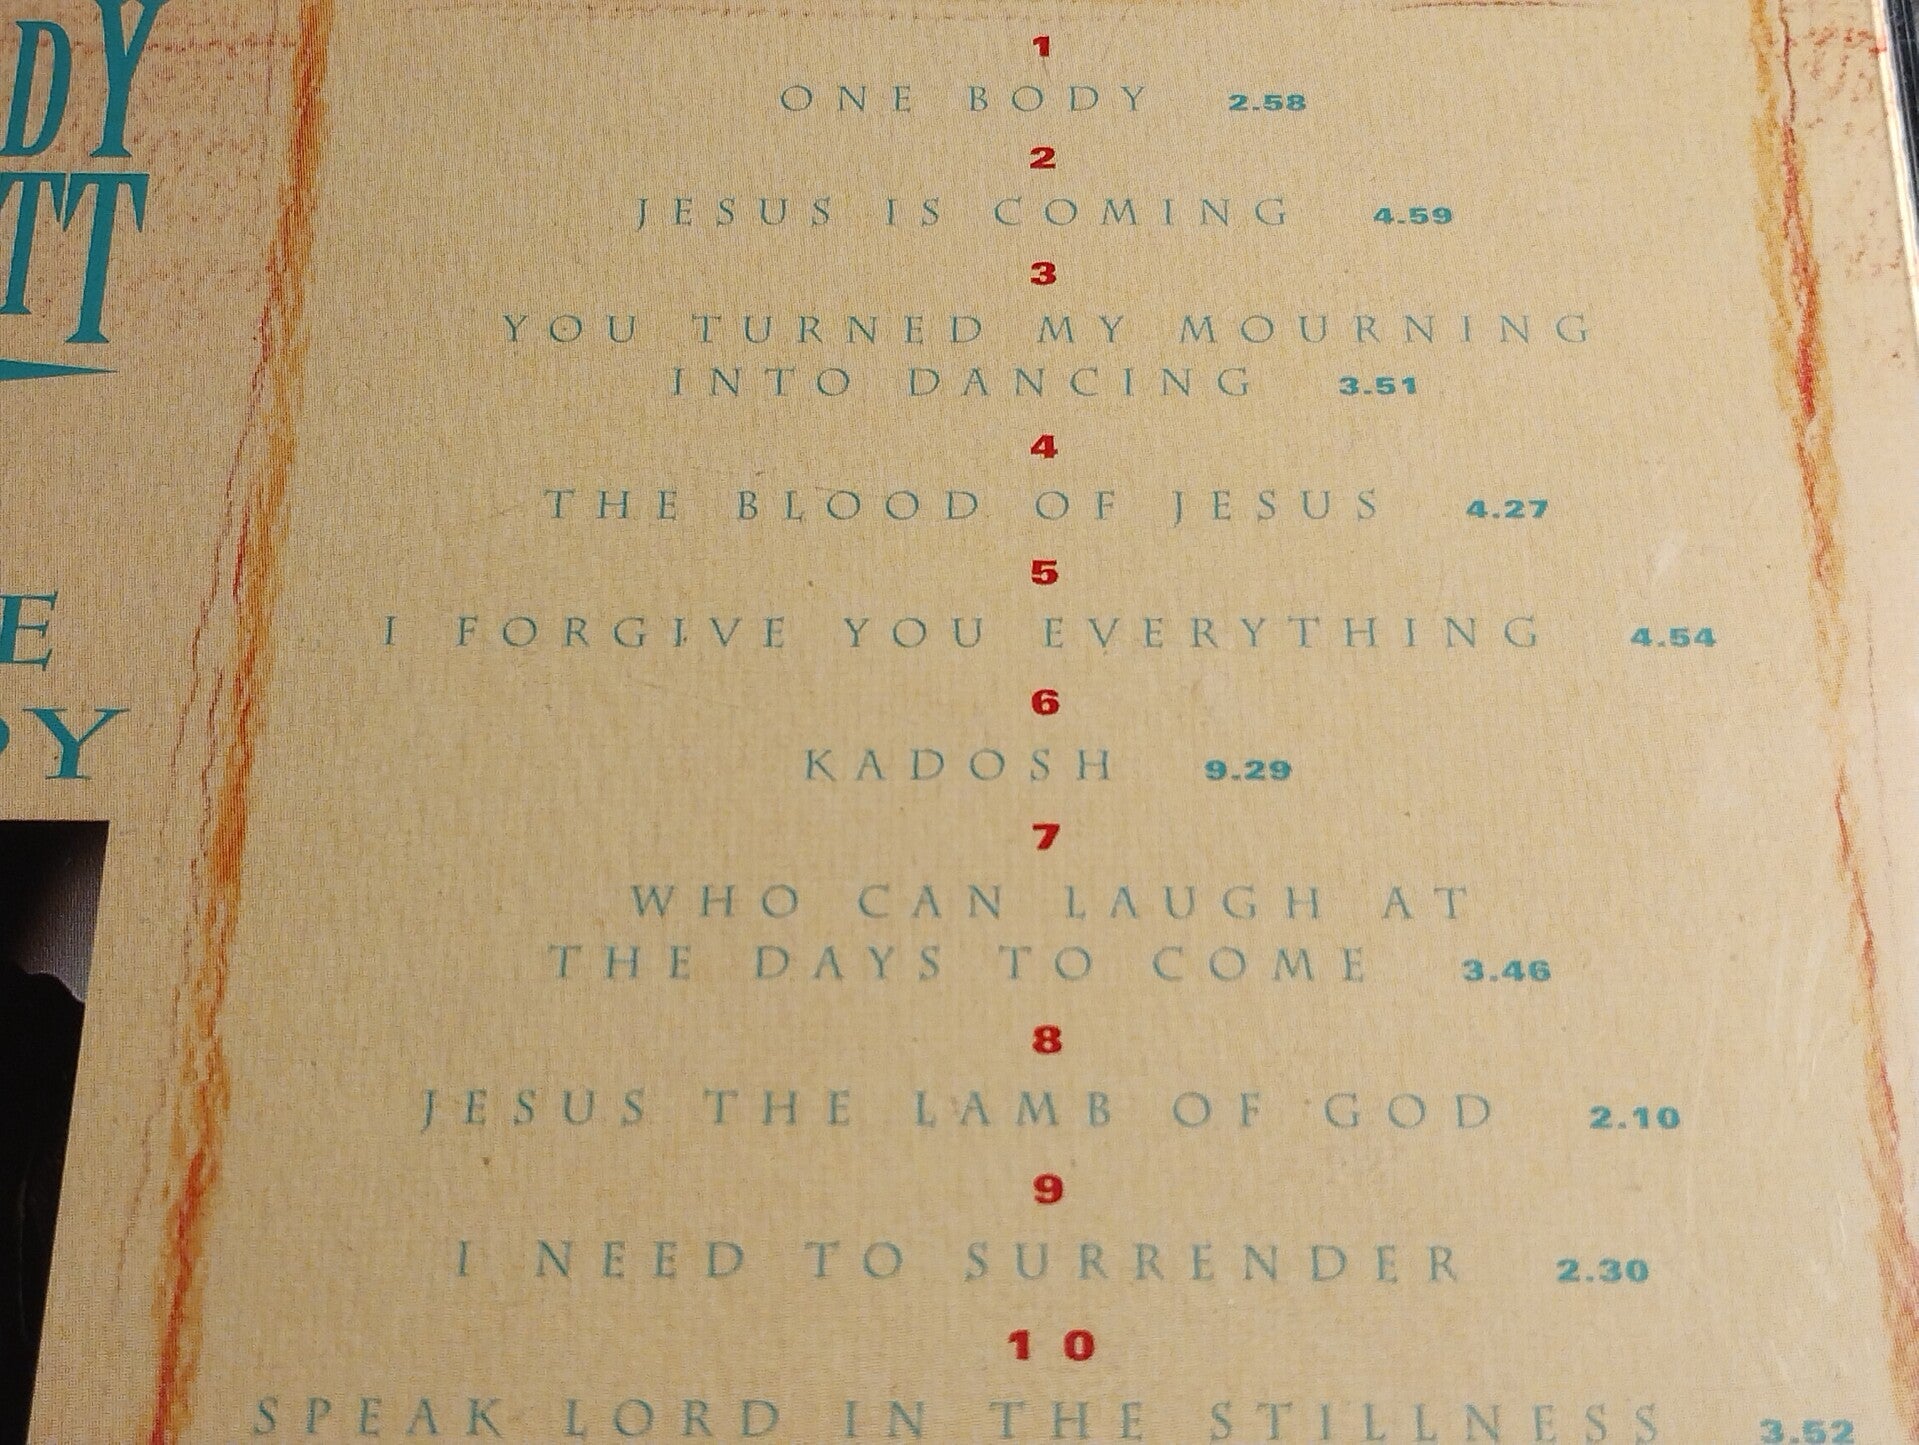 DY
TT
E
PY
1
ONE BODY 2.58
2
JESUS IS COMING 4.59
3
YOU TURNED MY MOURNING
INTO DANCING 3.51
4
THE BLOOD OF JESUS 4.27
5
I FORGIVE YOU EVERYTHING 4.54
6
KADOSH 9.29
7
WHO CAN LAUGH AT
THE DAYS TO COME 3.46
8
JESUS THE LAMB OF GOD 2.10
9
I NEED TO SURRENDER 2.30
10
SPEAK LORD IN THE STILLNESS 3.52